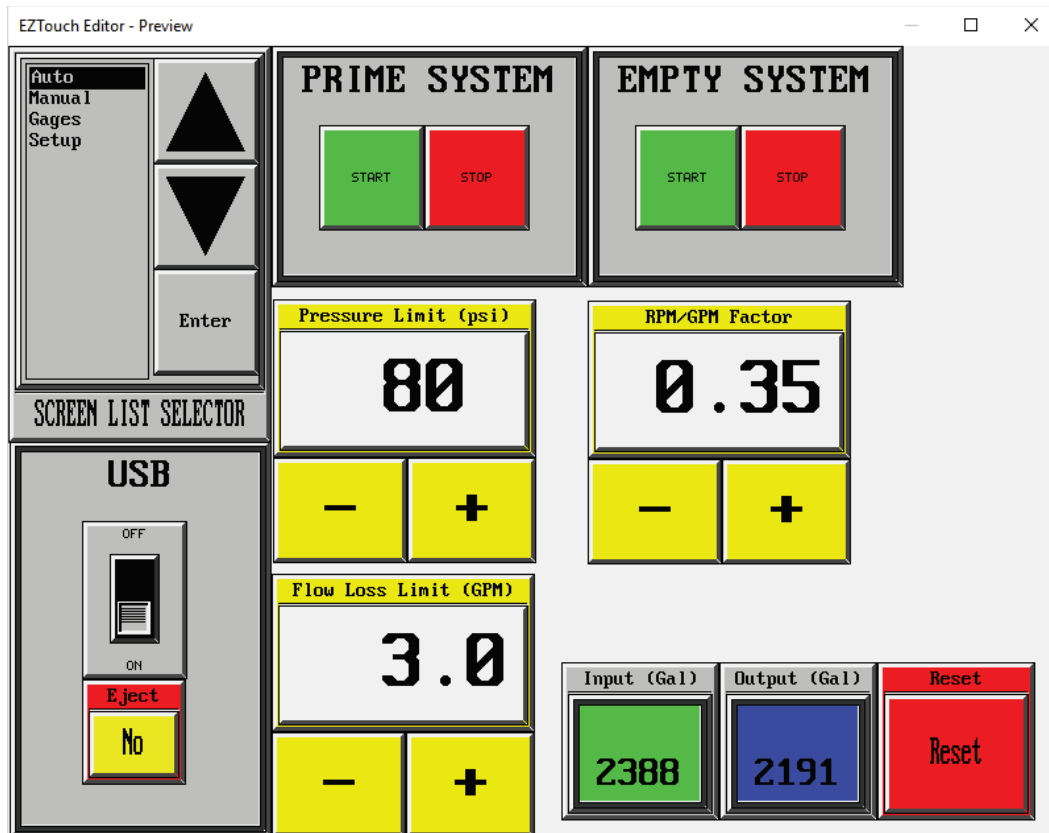 EZTouch Editor - Preview
Auto
Manual
Gages
Setup
Enter
SCREEN LIST SELECTOR
PRIME SYSTEM
START
STOP
EMPTY SYSTEM
START
STOP
Pressure Limit (psi)
80
-
+
RPM/GPM Factor
0.35
-
+
USB
OFF
ON
Eject
No
Flow Loss Limit (GPM)
3.0
-
+
Input (Gal)
2388
Output (Gal)
2191
Reset
Reset